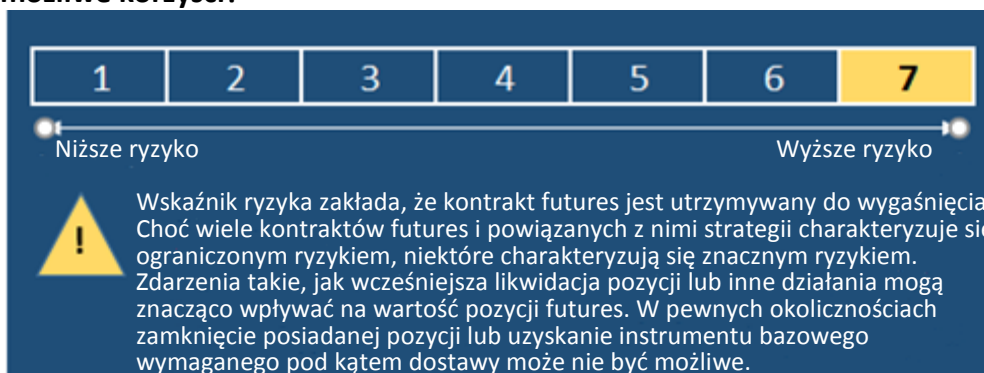 1 2 3 4 5 6 7
Niższe ryzyko Wyższe ryzyko
! Wskaźnik ryzyka zakłada, że kontrakt futures jest utrzymywany do wygaśnięcia
Choć wiele kontraktów futures i powiązanych z nimi strategii charakteryzuje się
ograniczonym ryzykiem, niektóre charakteryzują się znacznym ryzykiem.
Zdarzenia takie, jak wcześniejsza likwidacja pozycji lub inne działania mogą
znacząco wpływać na wartość pozycji futures. W pewnych okolicznościach
zamknięcie posiadanej pozycji lub uzyskanie instrumentu bazowego
wymaganego pod kątem dostawy może nie być możliwe.